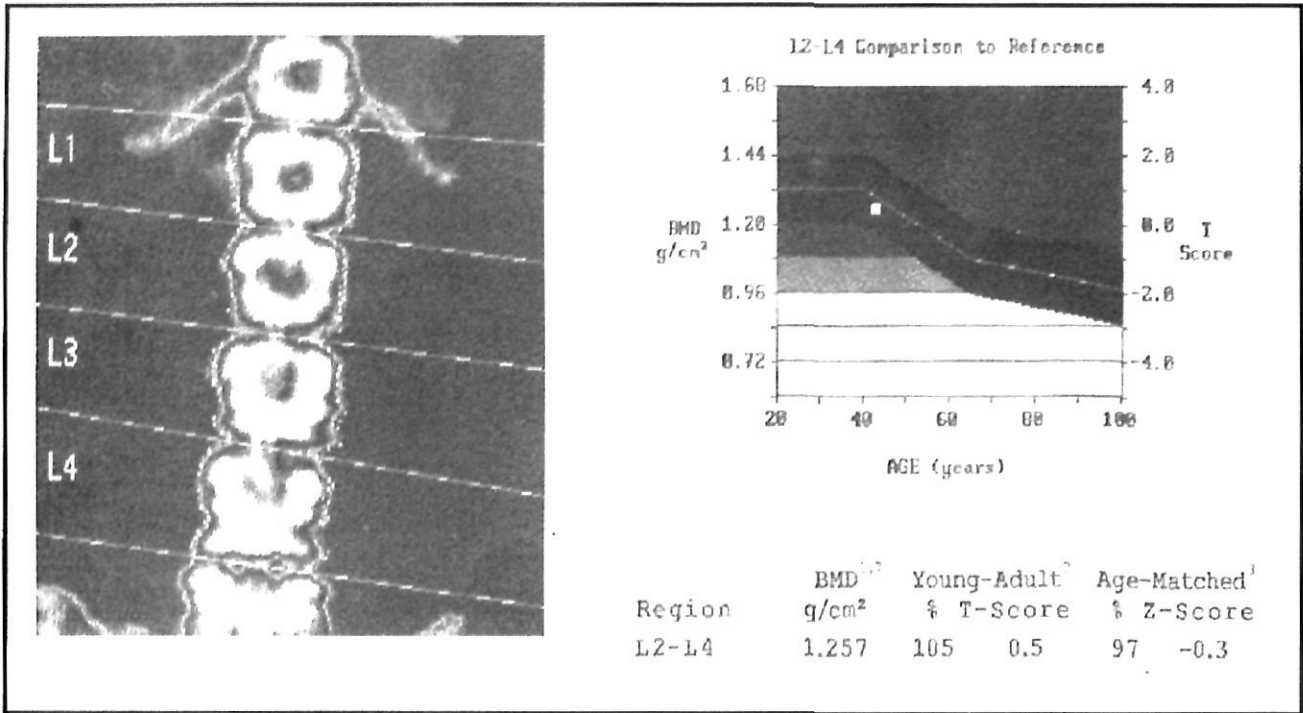 L1
L2
L3
L4
L2-L4 Comparison to Reference
1.68
1.44
1.20
0.96
0.72
BMD
g/cm²
4.0
2.0
0.0
-2.0
-4.0
T
Score
20 40 60 80 100
AGE (years)
BMD Young-Adult² Age-Matched³
Region g/cm² % T-Score % Z-Score
L2-L4 1.257 105 0.5 97 -0.3